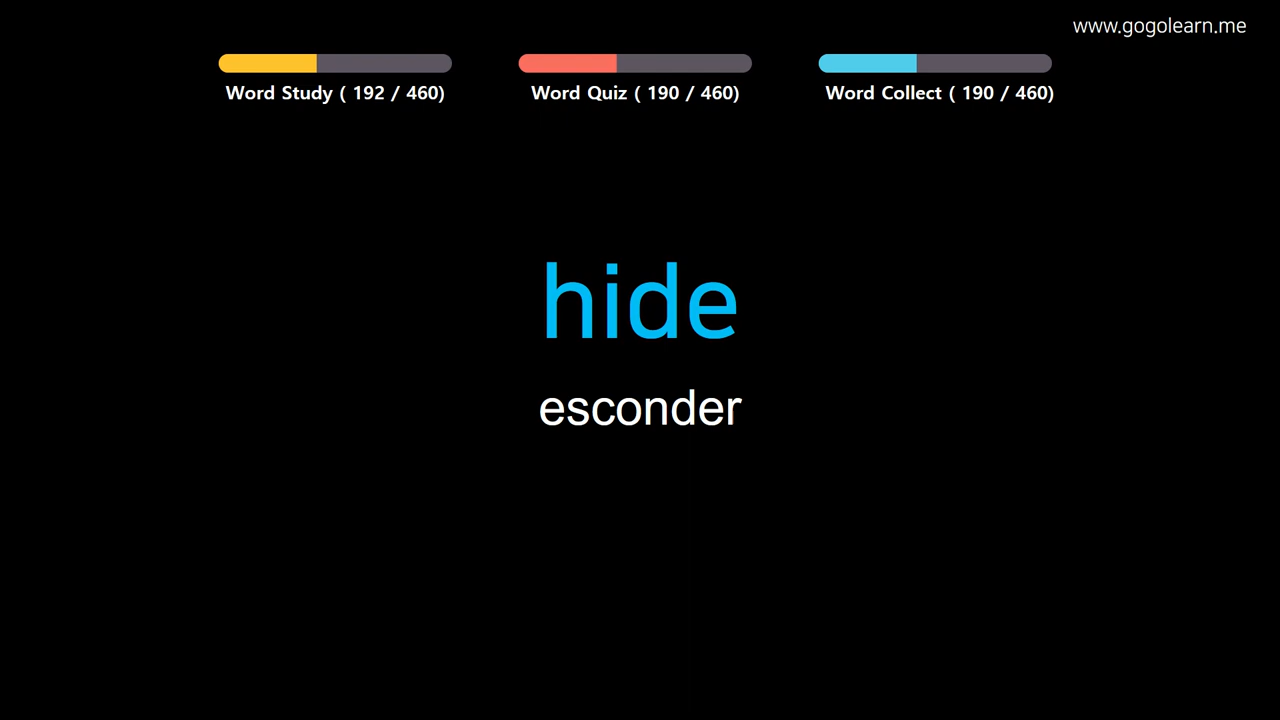 www.gogolearn.me
Word Study ( 192 / 460)
Word Quiz ( 190 / 460)
Word Collect ( 190 / 460)
hide
esconder